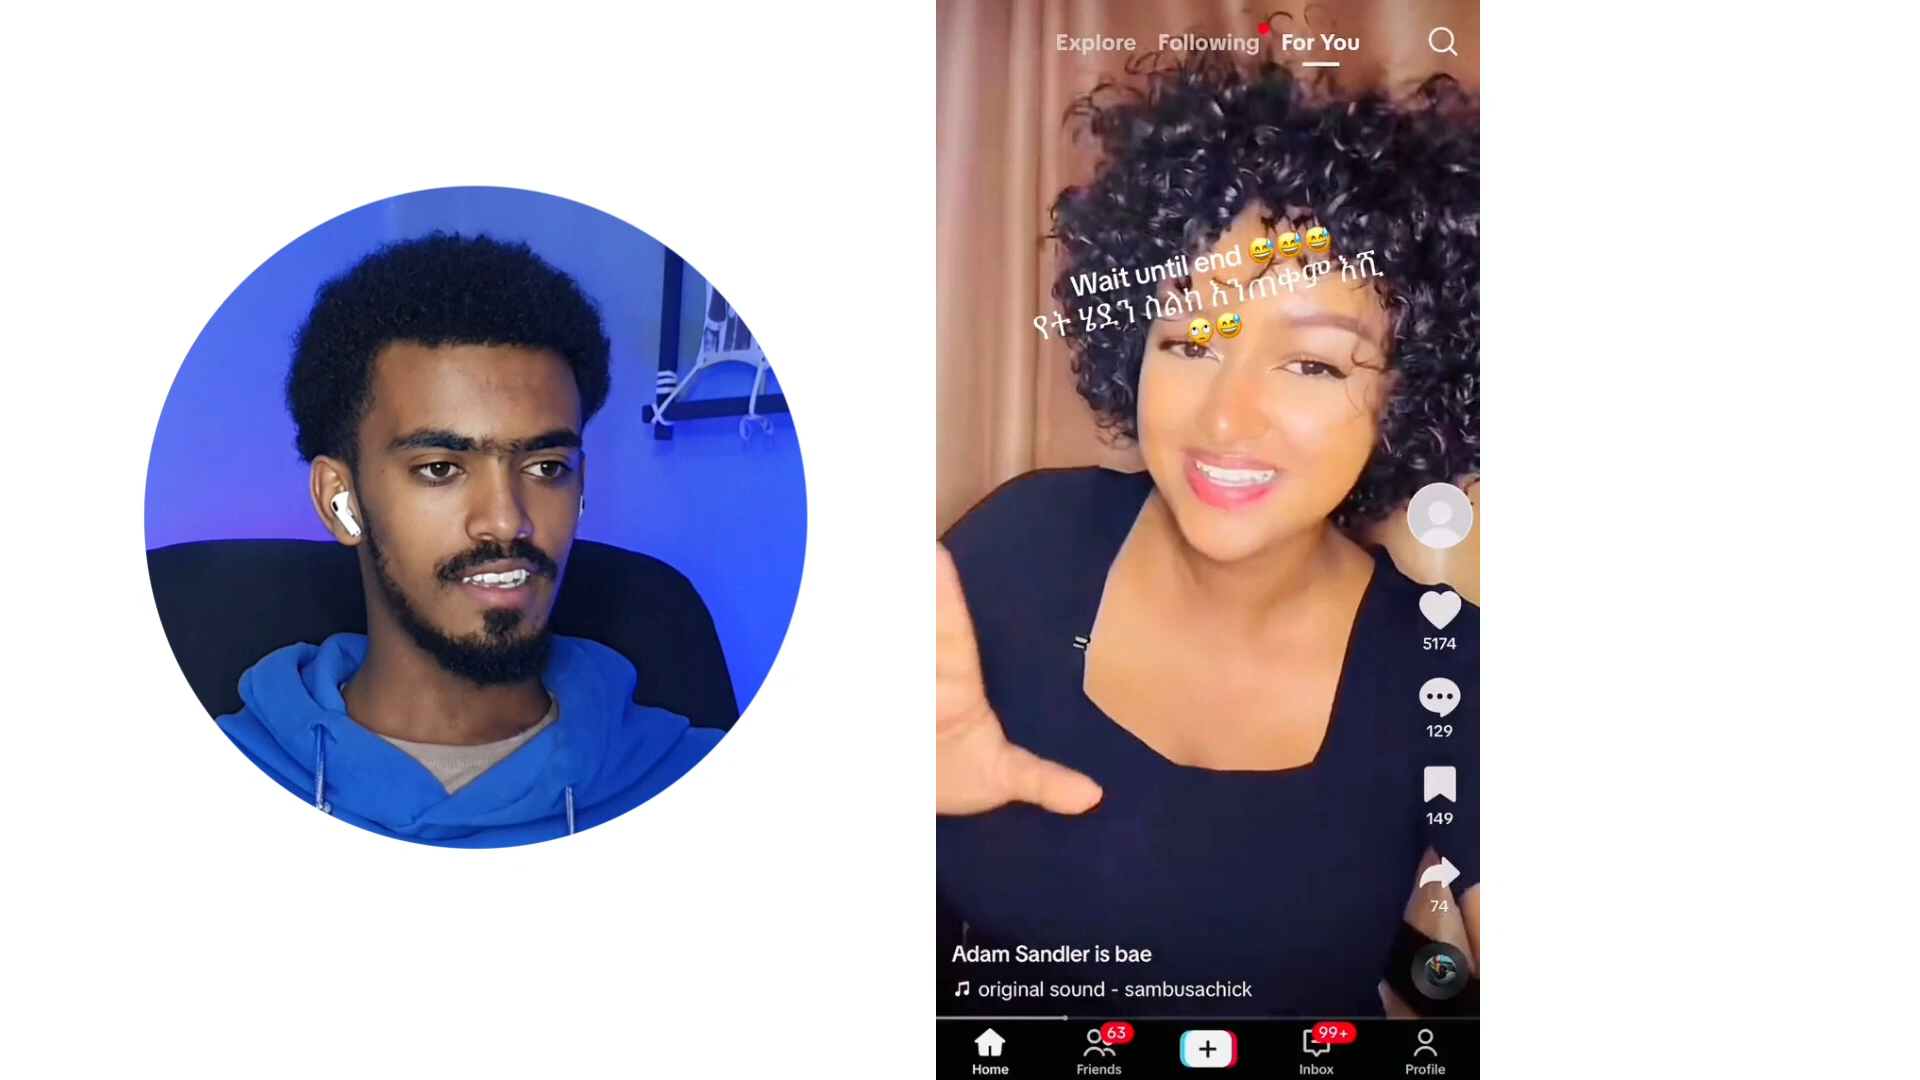 Explore Following For You
Wait until end 😅😅😅
የት ሄደን ስልክ እንጠቀም እሺ
🙄😅
5174
129
149
74
Adam Sandler is bae
original sound - sambusachick
63
99+
Home Friends Inbox Profile